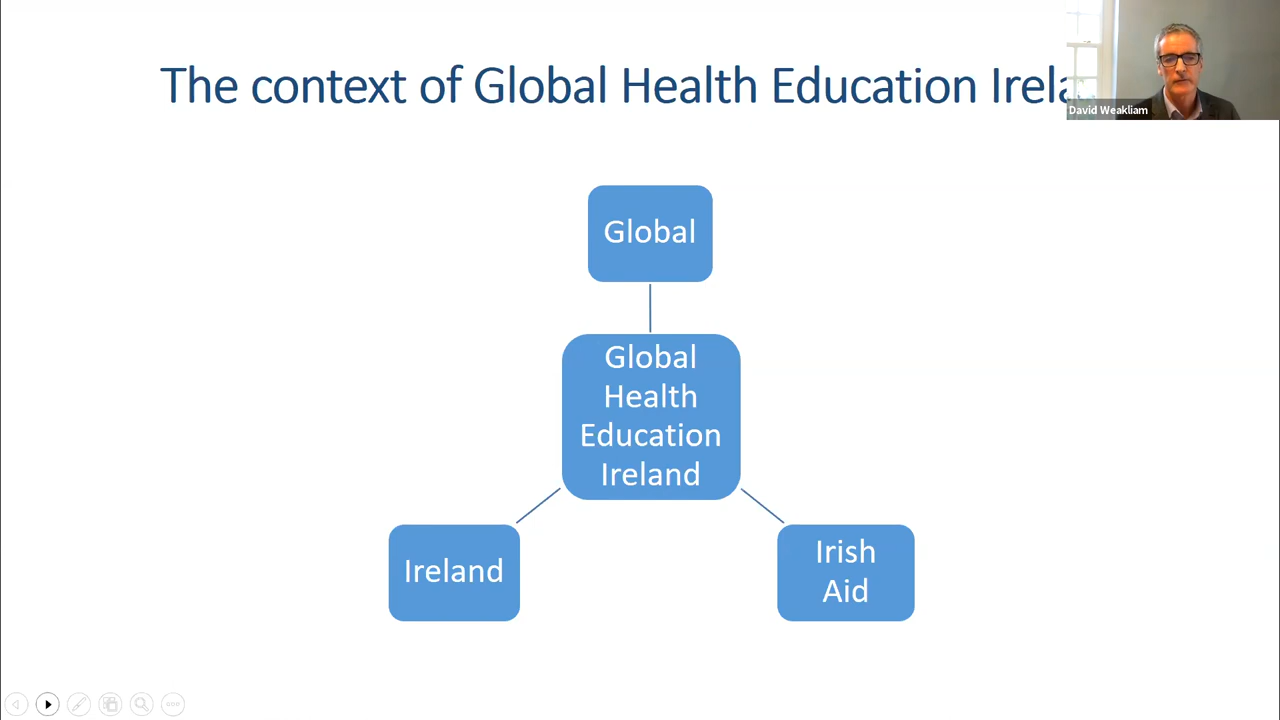 The context of Global Health Education Irela
David Weakliam
Global
Global
Health
Education
Ireland
Ireland
Irish
Aid